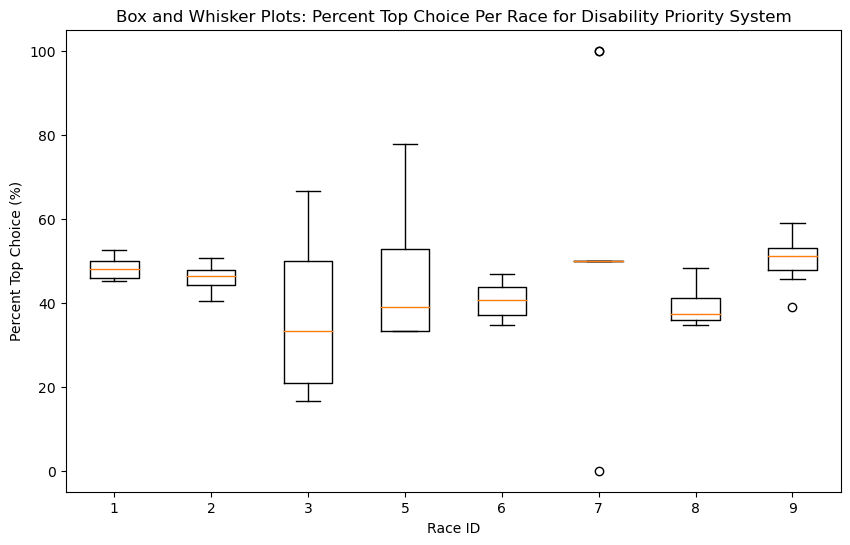 Box and Whisker Plots: Percent Top Choice Per Race for Disability Priority System
Percent Top Choice (%)
100
80
60
40
20
0
1 2 3 5 6 7 8 9
Race ID